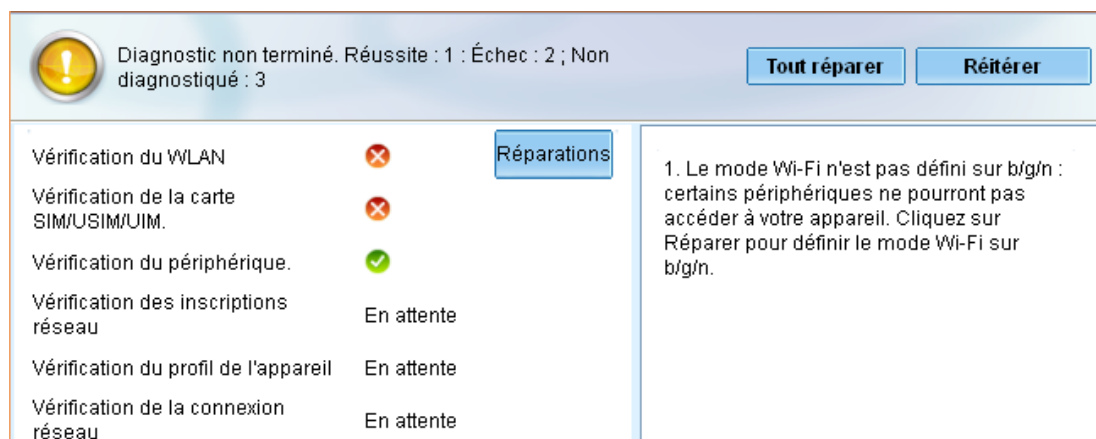 Diagnostic non terminé. Réussite : 1 : Échec : 2 ; Non
diagnostiqué : 3
Tout réparer
Réitérer
Vérification du WLAN
Réparations
Vérification de la carte
SIM/USIM/UIM.
Vérification du périphérique.
Vérification des inscriptions
réseau
En attente
Vérification du profil de l'appareil
En attente
Vérification de la connexion
réseau
En attente
1. Le mode Wi-Fi n'est pas défini sur b/g/n :
certains périphériques ne pourront pas
accéder à votre appareil. Cliquez sur
Réparer pour définir le mode Wi-Fi sur
b/g/n.